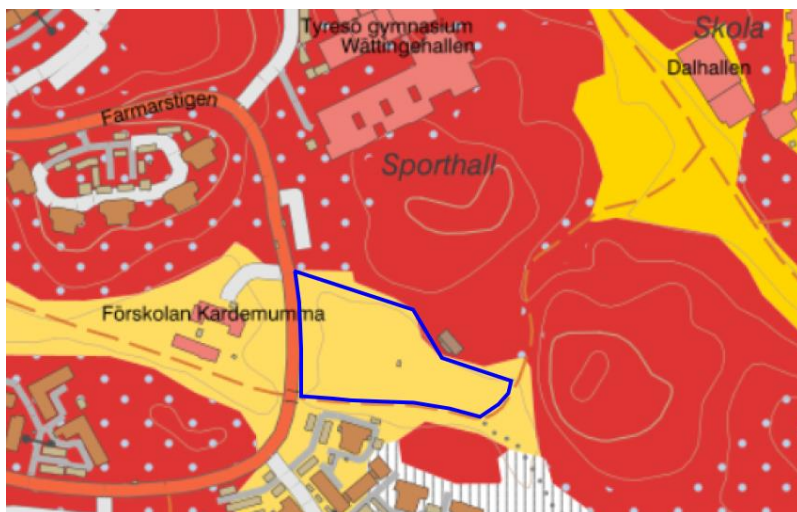 Tyresö gymnasium
Wättingehallen
Skola
Dalhallen
Farmarstigen
Sporthall
Förskolan Kardemumma